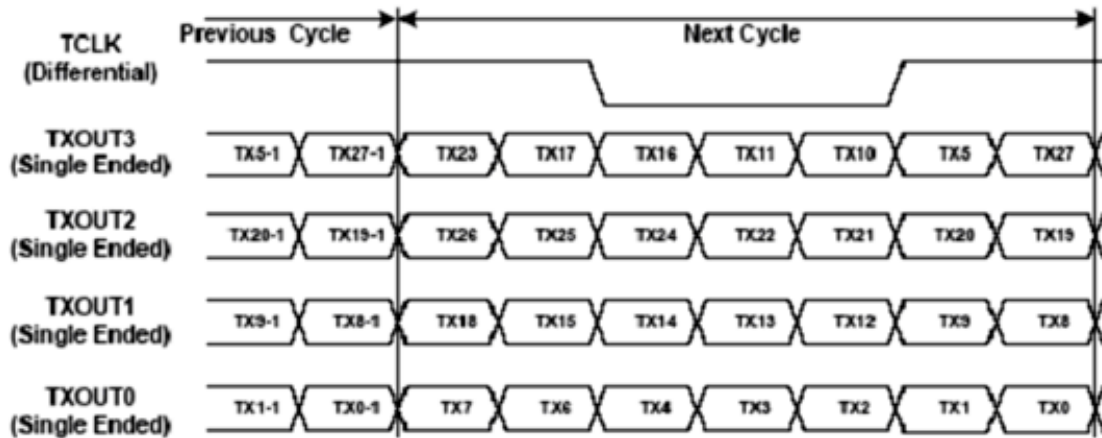 Previous Cycle Next Cycle
TCLK
(Differential)
TXOUT3
(Single Ended)
TX5-1 TX27-1 TX23 TX17 TX16 TX11 TX10 TX5 TX27
TXOUT2
(Single Ended)
TX20-1 TX19-1 TX26 TX25 TX24 TX22 TX21 TX20 TX19
TXOUT1
(Single Ended)
TX9-1 TX8-1 TX18 TX15 TX14 TX13 TX12 TX9 TX8
TXOUT0
(Single Ended)
TX1-1 TX0-1 TX7 TX6 TX4 TX3 TX2 TX1 TX0